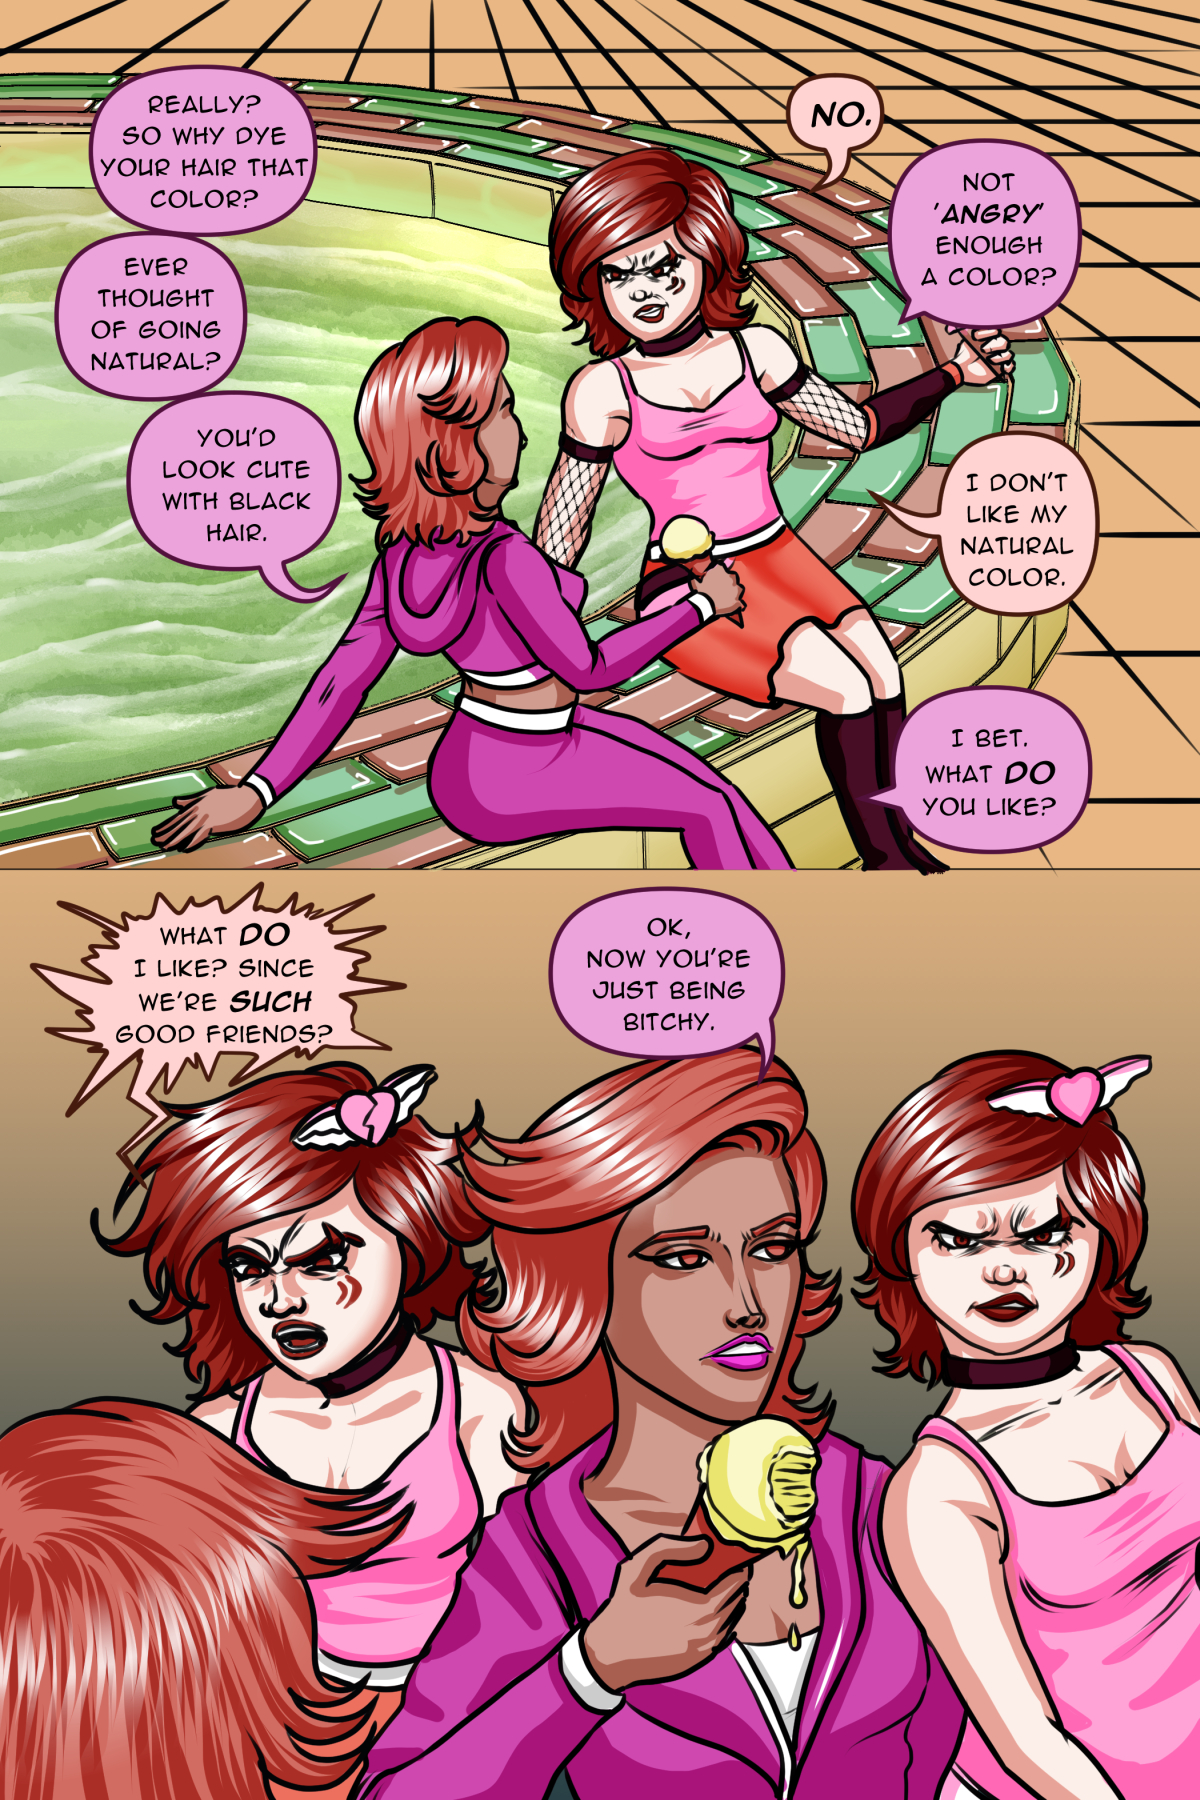 REALLY?
SO WHY DYE
YOUR HAIR THAT
COLOR?
EVER
THOUGHT
OF GOING
NATURAL?
YOU'D
LOOK CUTE
WITH BLACK
HAIR.
NO.
NOT
'ANGRY'
ENOUGH
A COLOR?
I DON'T
LIKE MY
NATURAL
COLOR.
I BET.
WHAT DO
YOU LIKE?
WHAT DO
I LIKE? SINCE
WE'RE SUCH
GOOD FRIENDS?
OK,
NOW YOU'RE
JUST BEING
BITCHY.